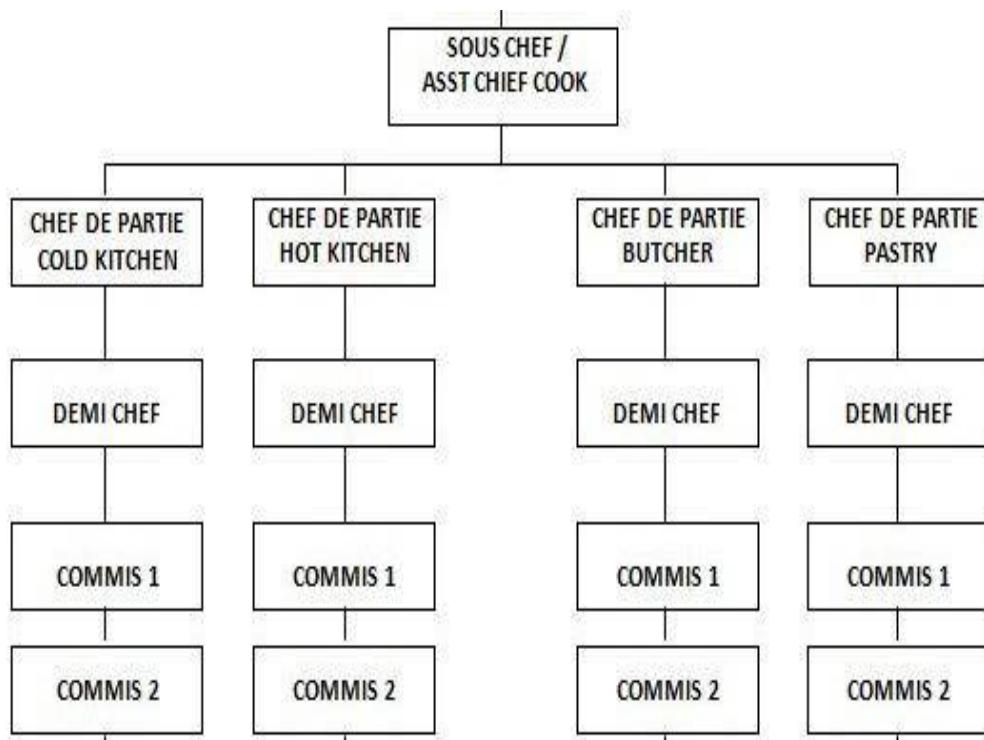 SOUS CHEF /
ASST CHIEF COOK
CHEF DE PARTIE
COLD KITCHEN
CHEF DE PARTIE
HOT KITCHEN
CHEF DE PARTIE
BUTCHER
CHEF DE PARTIE
PASTRY
DEMI CHEF
DEMI CHEF
DEMI CHEF
DEMI CHEF
COMMIS 1
COMMIS 1
COMMIS 1
COMMIS 1
COMMIS 2
COMMIS 2
COMMIS 2
COMMIS 2